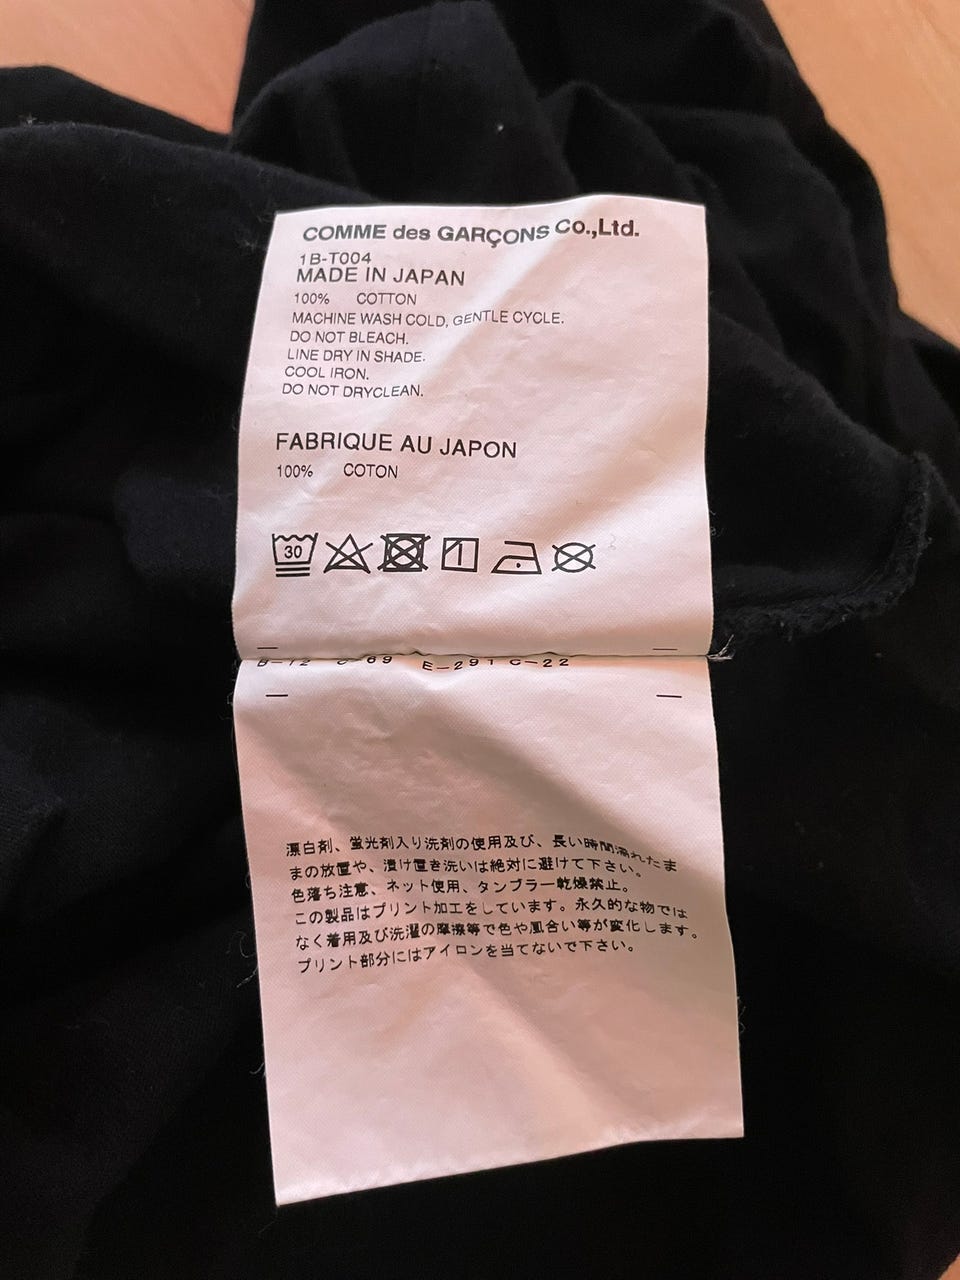 COMME des GARÇONS Co.,Ltd.
1B-T004
MADE IN JAPAN
100% COTTON
MACHINE WASH COLD, GENTLE CYCLE.
DO NOT BLEACH.
LINE DRY IN SHADE.
COOL IRON.
DO NOT DRYCLEAN.
FABRIQUE AU JAPON
100% COTON
30
E-291 C-22
漂白剤、蛍光剤入り洗剤の使用及び、長い時間濡れたま
まの放置や、漬け置き洗いは絶対に避けて下さい。
色落ち注意、ネット使用、タンブラー乾燥禁止。
この製品はプリント加工をしています。永久的な物では
なく着用及び洗濯の摩擦等で色や風合い等が変化します。
プリント部分にはアイロンを当てないで下さい。